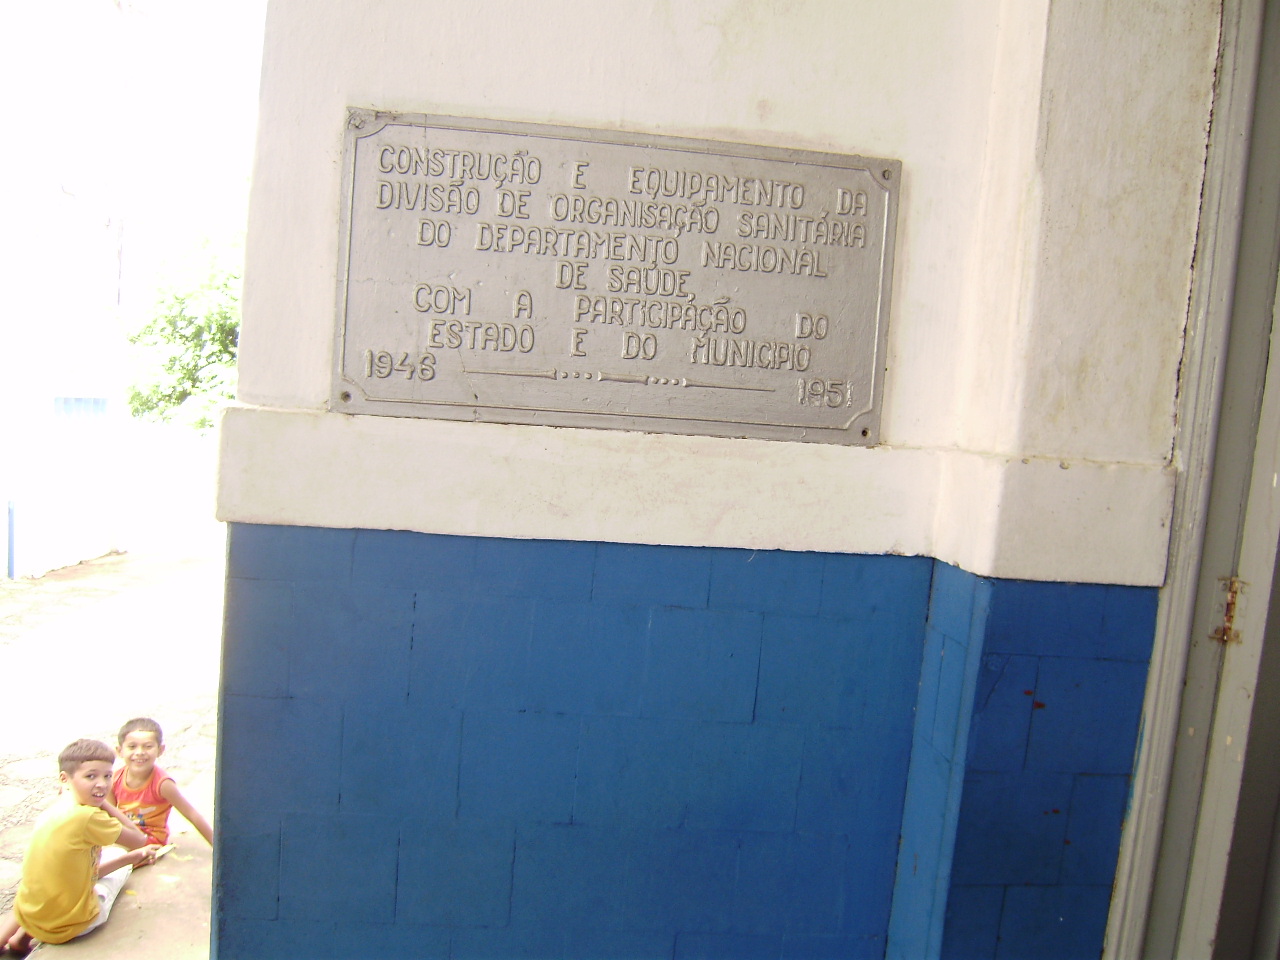 CONSTRUÇÃO E EQUIPAMENTO DA
DIVISÃO DE ORGANISAÇÃO SANITÁRIA
DO DEPARTAMENTO NACIONAL
DE SAÚDE,
COM A PARTICIPAÇÃO DO
ESTADO E DO MUNICIPIO
1946 1951